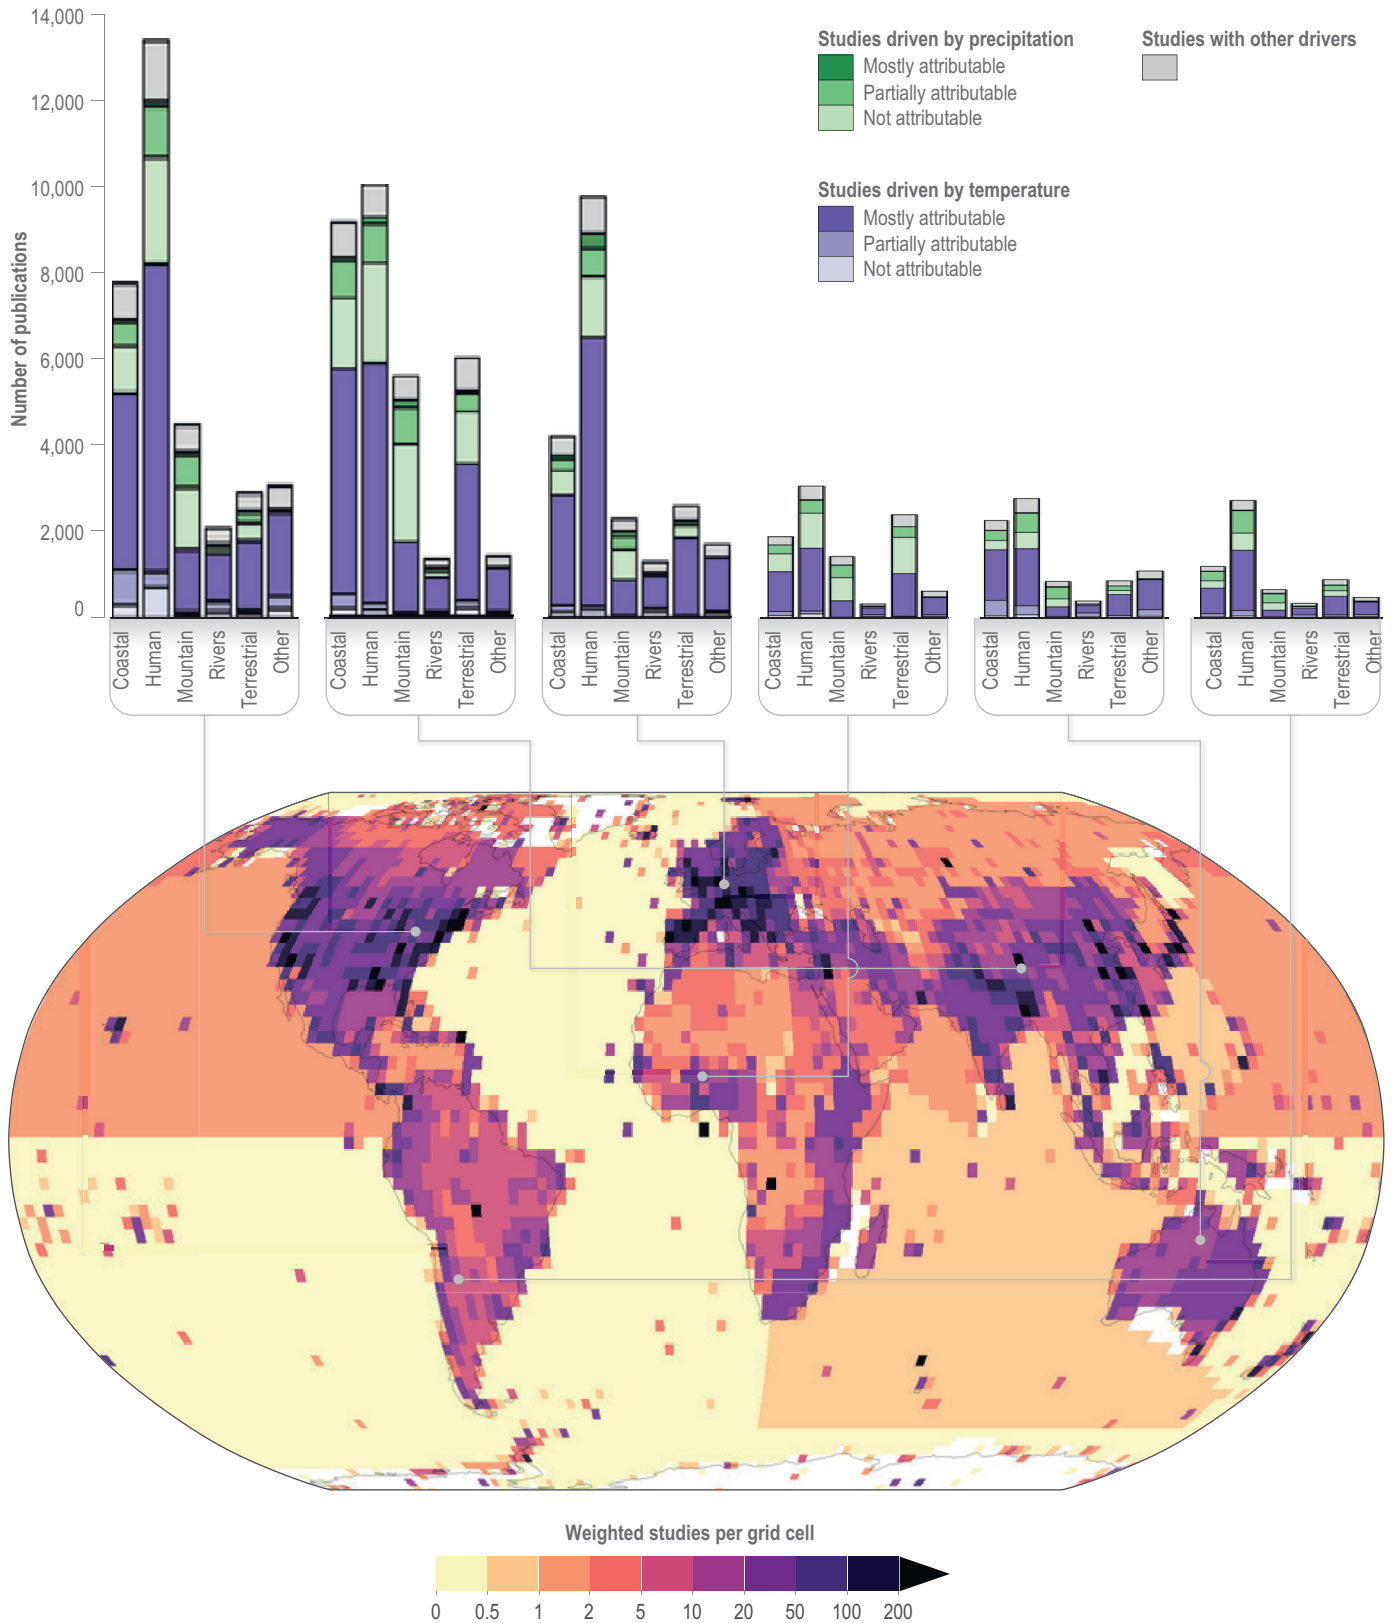 14,000
12,000
10,000
8,000
6,000
4,000
2,000
0
Number of publications
Studies driven by precipitation
Mostly attributable
Partially attributable
Not attributable
Studies with other drivers
Studies driven by temperature
Mostly attributable
Partially attributable
Not attributable
Coastal
Human
Mountain
Rivers
Terrestrial
Other
Coastal
Human
Mountain
Rivers
Terrestrial
Other
Coastal
Human
Mountain
Rivers
Terrestrial
Other
Coastal
Human
Mountain
Rivers
Terrestrial
Other
Coastal
Human
Mountain
Rivers
Terrestrial
Other
Coastal
Human
Mountain
Rivers
Terrestrial
Other
Weighted studies per grid cell
0 0.5 1 2 5 10 20 50 100 200